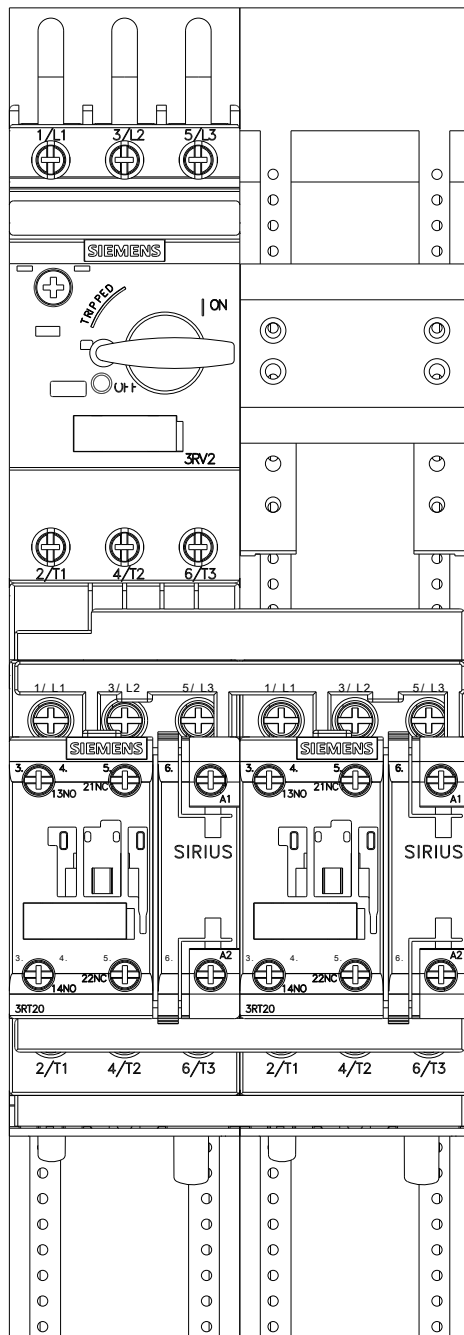 1/L1 3/L2 5/L3
SIEMENS
TRIPPED
ON
OFF
3RV2
2/T1 4/T2 6/T3
1/ L1 3/ L2 5/ L3 1/ L1 3/ L2 5/ L3
SIEMENS SIEMENS
3. 4. 5. 6. 3. 4. 5. 6.
13NO 21NC A1 13NO 21NC A1
SIRIUS SIRIUS
3. 4. 5. 6. A2 3. 4. 5. 6. A2
14NO 22NC 14NO 22NC
3RT20 3RT20
2/T1 4/T2 6/T3 2/T1 4/T2 6/T3